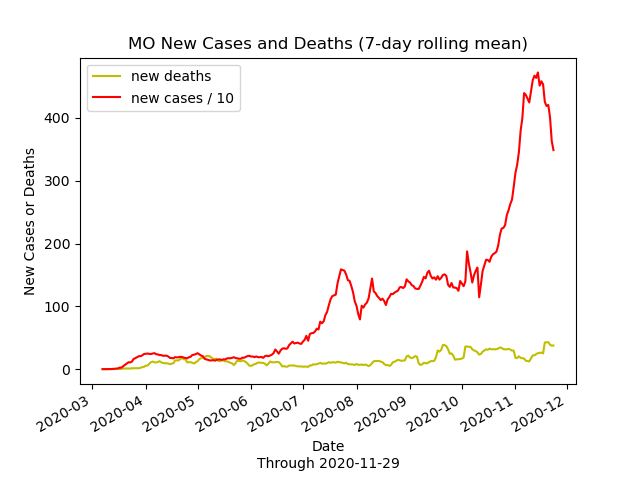 MO New Cases and Deaths (7-day rolling mean)
new deaths
new cases / 10
New Cases or Deaths
400
300
200
100
0
2020-03
2020-04
2020-05
2020-06
2020-07
2020-08
2020-09
2020-10
2020-11
2020-12
Date
Through 2020-11-29